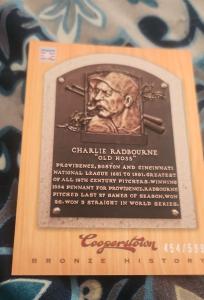 CHARLIE RADBOURNE
"OLD HOSS"
PROVIDENCE, BOSTON AND CINCINNATI
NATIONAL LEAGUE 1881 TO 1891. GREATEST
OF ALL 19TH CENTURY PITCHERS. WINNING
1884 PENNANT FOR PROVIDENCE, RADBOURNE
PITCHED LAST 27 GAMES OF SEASON, WON
26. WON 3 STRAIGHT IN WORLD SERIES.
Cooperstown
454/599
BRONZE HISTORY